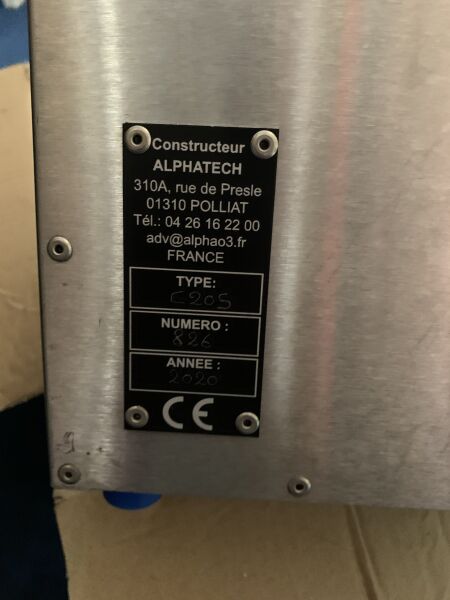 Constructeur
ALPHATECH
310A, rue de Presle
01310 POLLIAT
Tél.: 04 26 16 22 00
adv@alphao3.fr
FRANCE
TYPE:
C20S
NUMERO :
826
ANNEE :
2020
CE